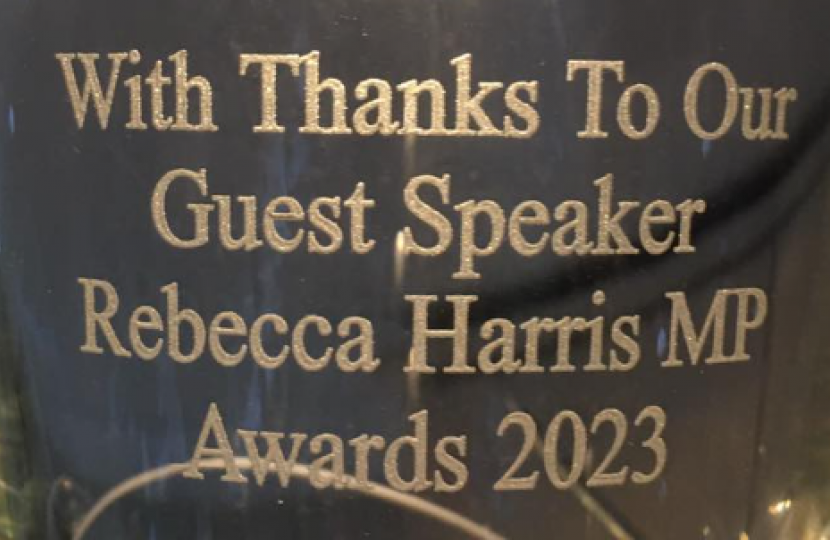 With Thanks To Our
Guest Speaker
Rebecca Harris MP
Awards 2023